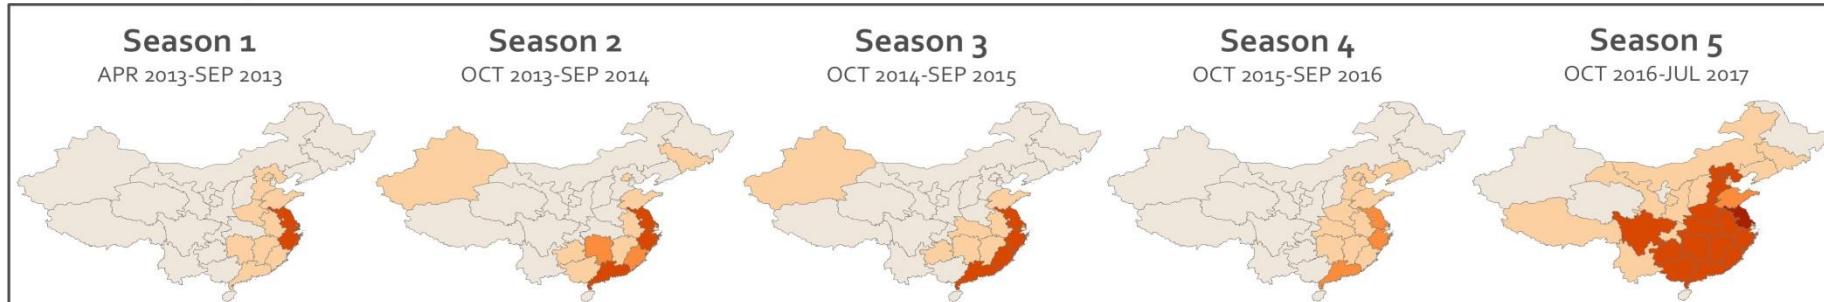 Season 1
APR 2013-SEP 2013
Season 2
OCT 2013-SEP 2014
Season 3
OCT 2014-SEP 2015
Season 4
OCT 2015-SEP 2016
Season 5
OCT 2016-JUL 2017